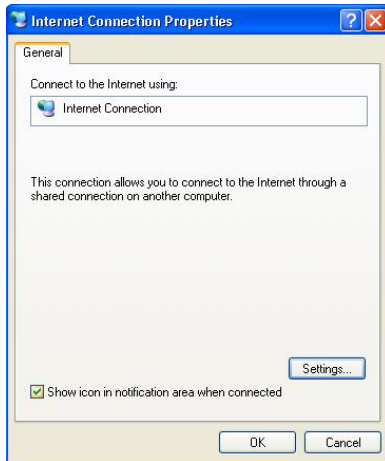 Internet Connection Properties
General
Connect to the Internet using:
Internet Connection
This connection allows you to connect to the Internet through a
shared connection on another computer.
Settings...
Show icon in notification area when connected
OK
Cancel